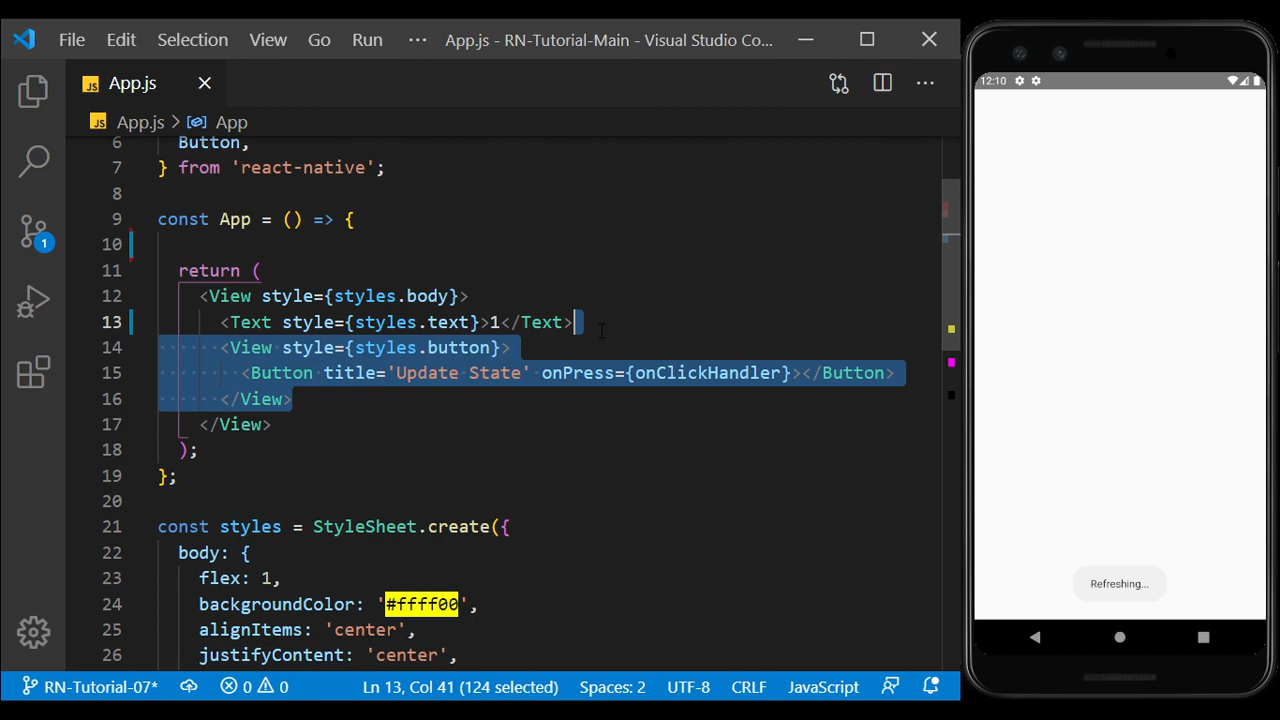 File Edit Selection View Go Run ··· App.js - RN-Tutorial-Main - Visual Studio Co...
JS App.js
JS App.js > App
6 Button,
7 } from 'react-native';
8
9 const App = () => {
10
11 return (
12 <View style={styles.body}>
13 <Text style={styles.text}>1</Text>
14 <View style={styles.button}>
15 <Button title='Update State' onPress={onClickHandler}></Button>
16 </View>
17 </View>
18 );
19 };
20
21 const styles = StyleSheet.create({
22 body: {
23 flex: 1,
24 backgroundColor: '#ffff00',
25 alignItems: 'center',
26 justifyContent: 'center',
1
RN-Tutorial-07* 0 0 Ln 13, Col 41 (124 selected) Spaces: 2 UTF-8 CRLF JavaScript
12:10
Refreshing...